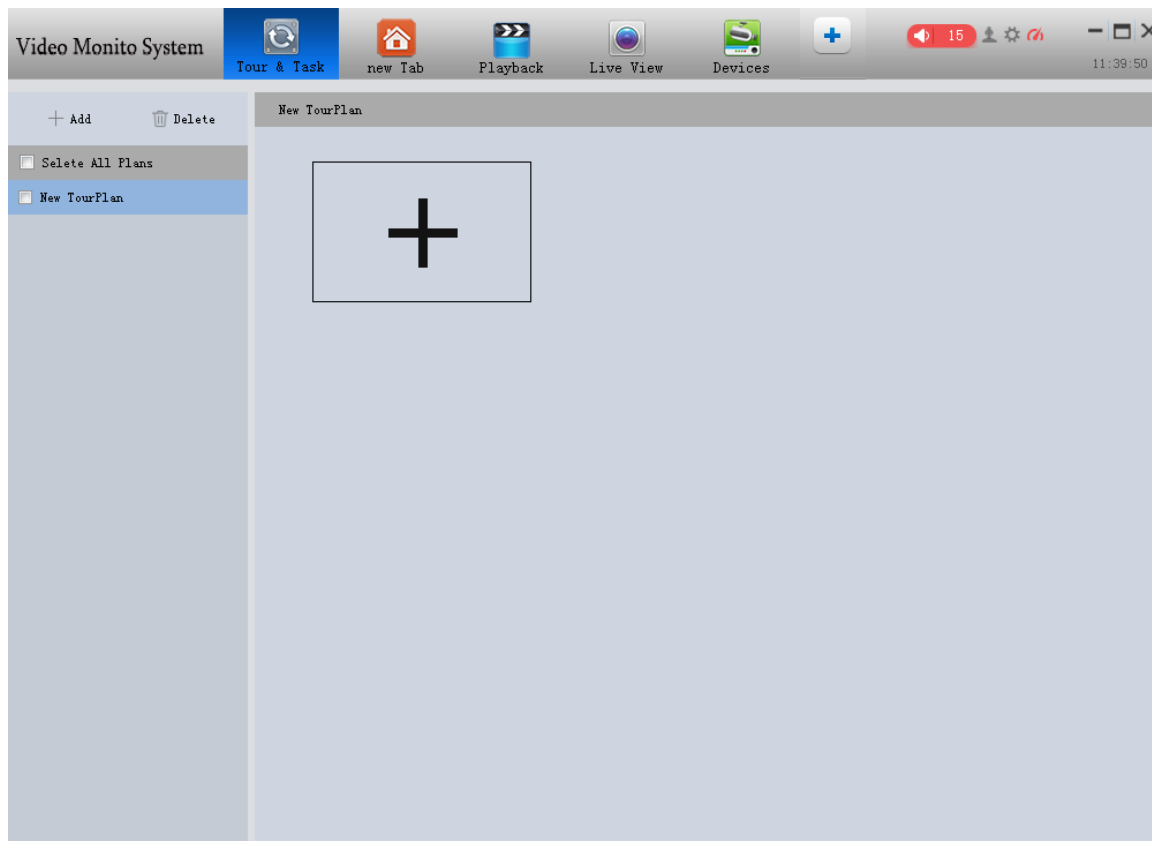 Video Monito System
Tour & Task
new Tab
Playback
Live View
Devices
15
11:39:50
Add
Delete
New TourPlan
Selete All Plans
New TourPlan